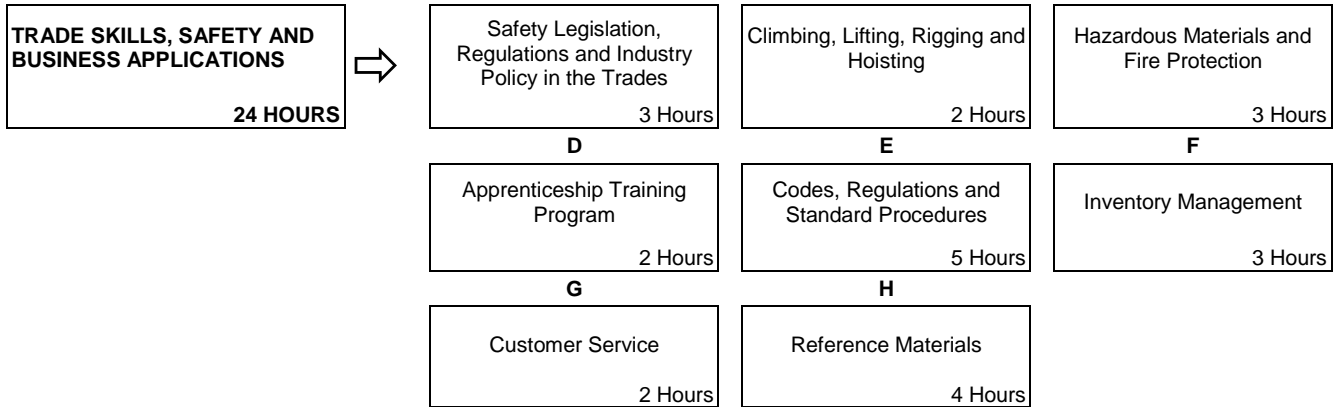 TRADE SKILLS, SAFETY AND
BUSINESS APPLICATIONS
24 HOURS
Safety Legislation,
Regulations and Industry
Policy in the Trades
3 Hours
Climbing, Lifting, Rigging and
Hoisting
2 Hours
Hazardous Materials and
Fire Protection
3 Hours
D
E
F
Apprenticeship Training
Program
2 Hours
Codes, Regulations and
Standard Procedures
5 Hours
Inventory Management
3 Hours
G
H
Customer Service
2 Hours
Reference Materials
4 Hours